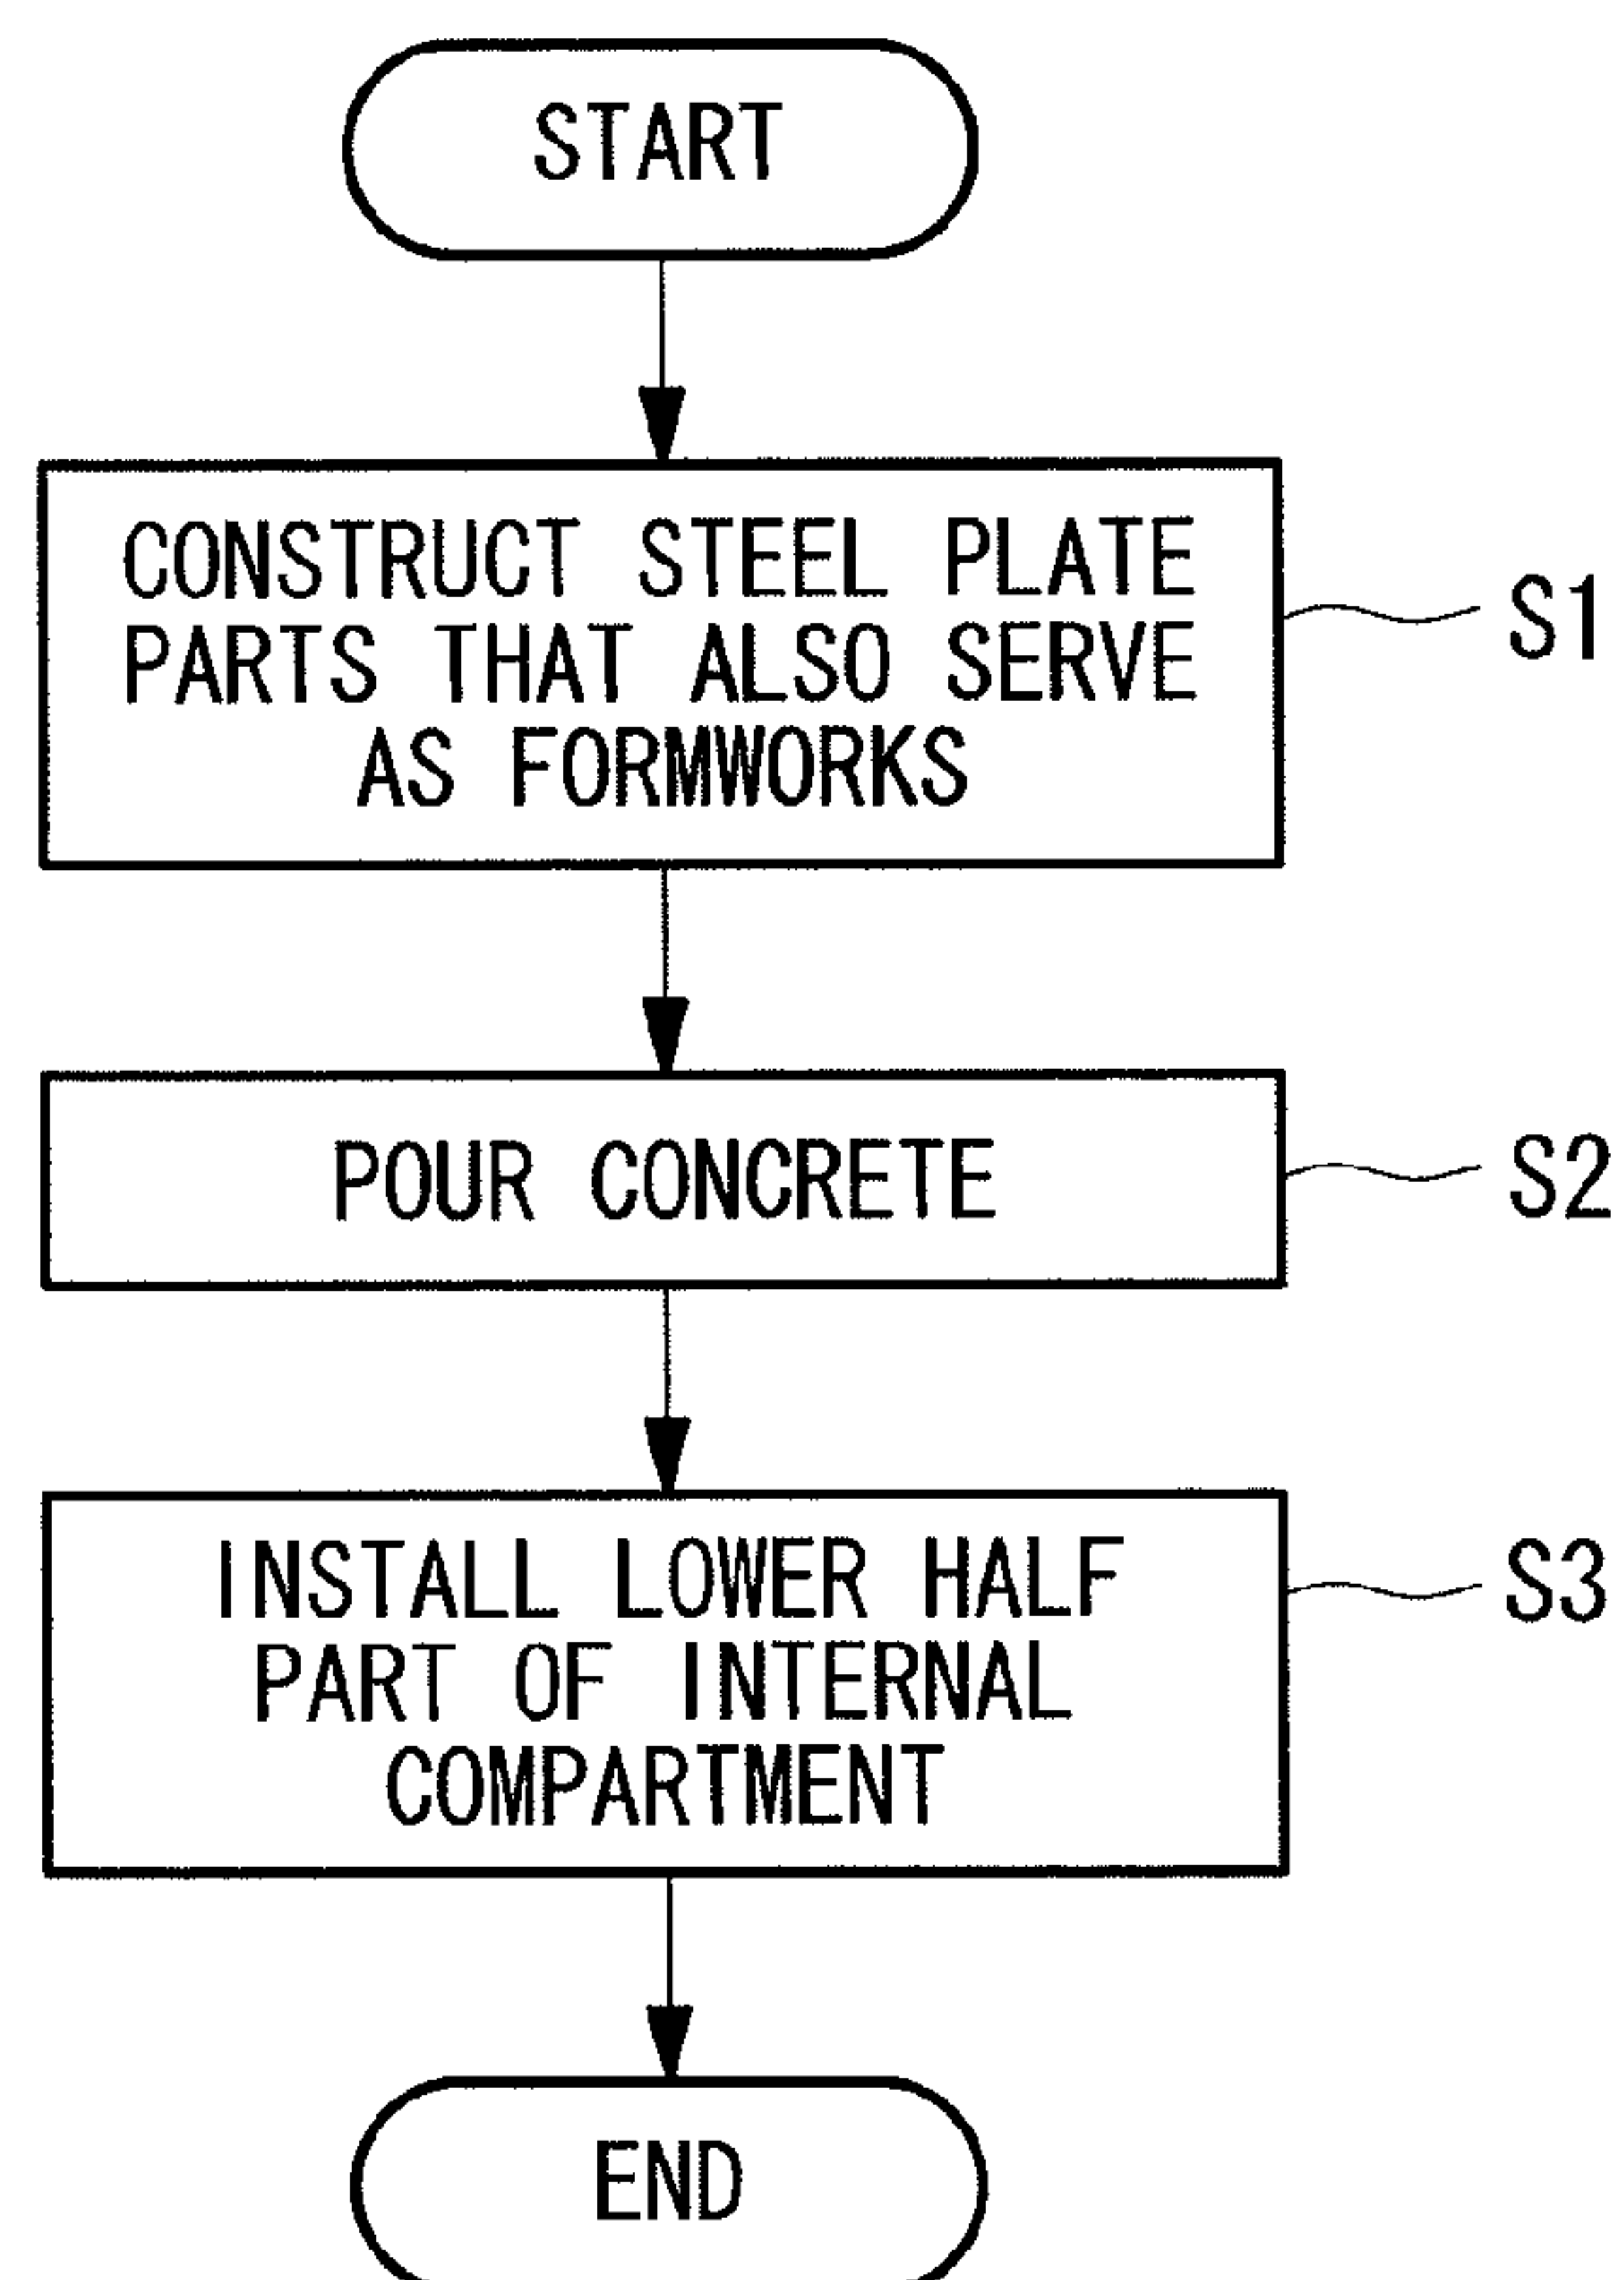 START
CONSTRUCT STEEL PLATE
PARTS THAT ALSO SERVE
AS FORMWORKS
S1
POUR CONCRETE
S2
INSTALL LOWER HALF
PART OF INTERNAL
COMPARTMENT
S3
END